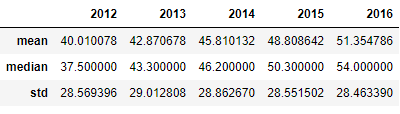 2012 2013 2014 2015 2016
mean 40.010078 42.870678 45.810132 48.808642 51.354786
median 37.500000 43.300000 46.200000 50.300000 54.000000
std 28.569396 29.012808 28.862670 28.551502 28.463390